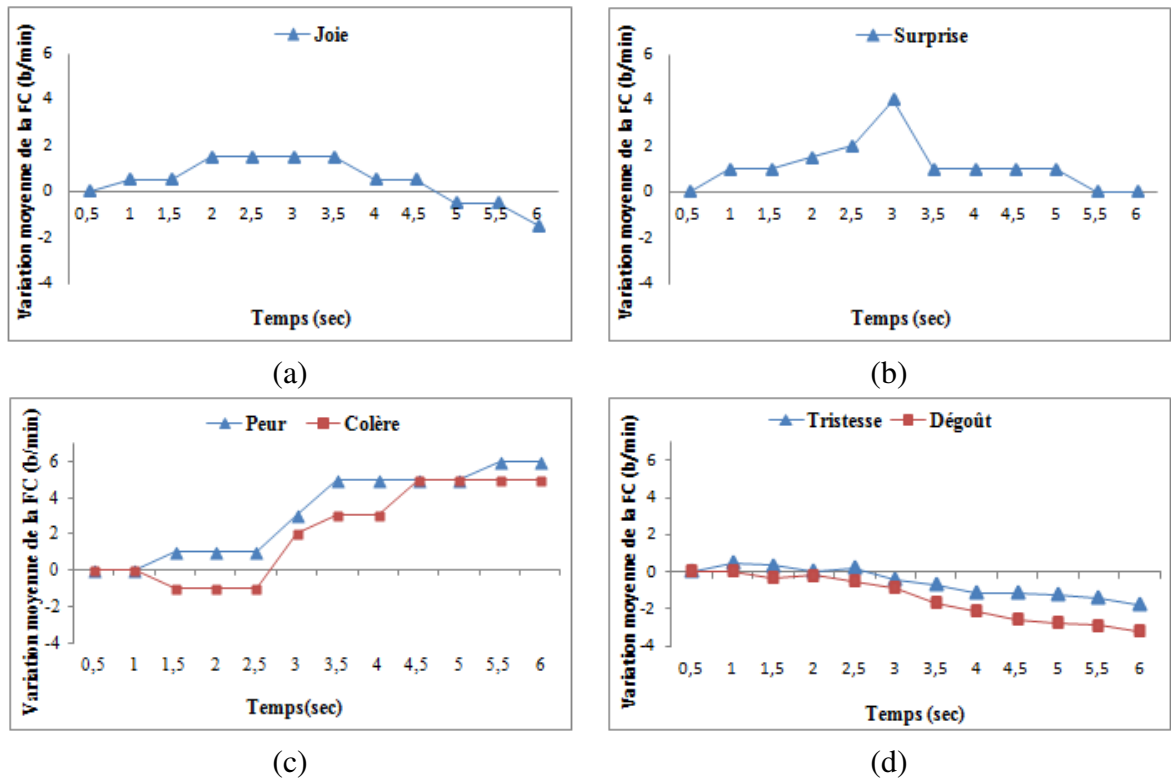 Joie
Variation moyenne de la FC (b/min)
6
4
2
0
-2
-4
0,5 1 1,5 2 2,5 3 3,5 4 4,5 5 5,5 6
Temps (sec)
(a)
Surprise
Variation moyenne de la FC (b/min)
6
4
2
0
-2
-4
0,5 1 1,5 2 2,5 3 3,5 4 4,5 5 5,5 6
Temps (sec)
(b)
Peur Colère
Variation moyenne de la FC (b/min)
6
4
2
0
-2
-4
0,5 1 1,5 2 2,5 3 3,5 4 4,5 5 5,5 6
Temps(sec)
(c)
Tristesse Dégoût
Variation moyenne de la FC (b/min)
6
4
2
0
-2
-4
0,5 1 1,5 2 2,5 3 3,5 4 4,5 5 5,5 6
Temps (sec)
(d)